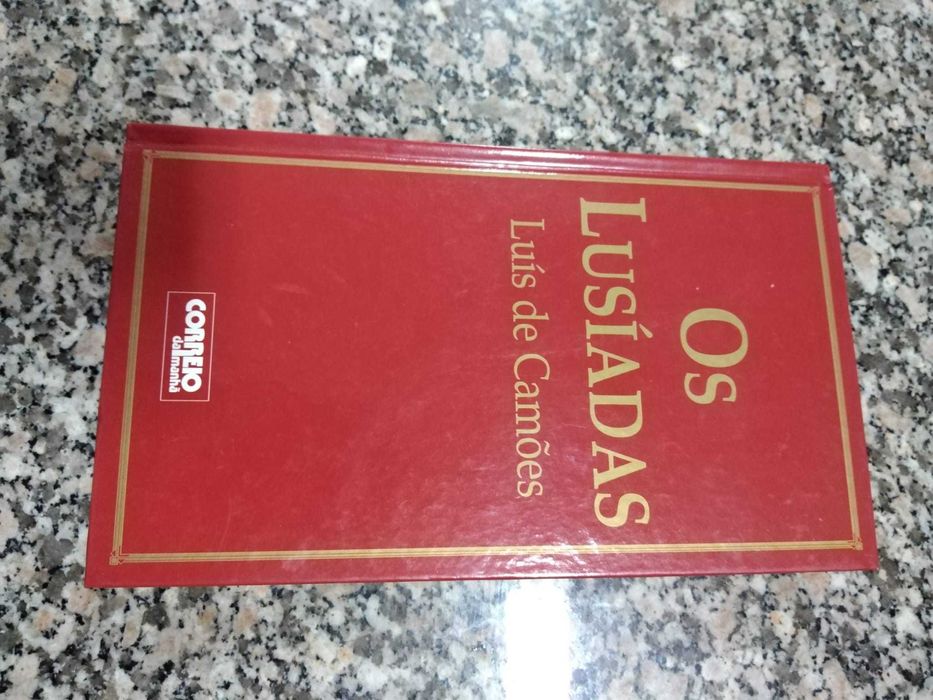 Os
LUSÍADAS
Luís de Camões
CORREIO
da manhã